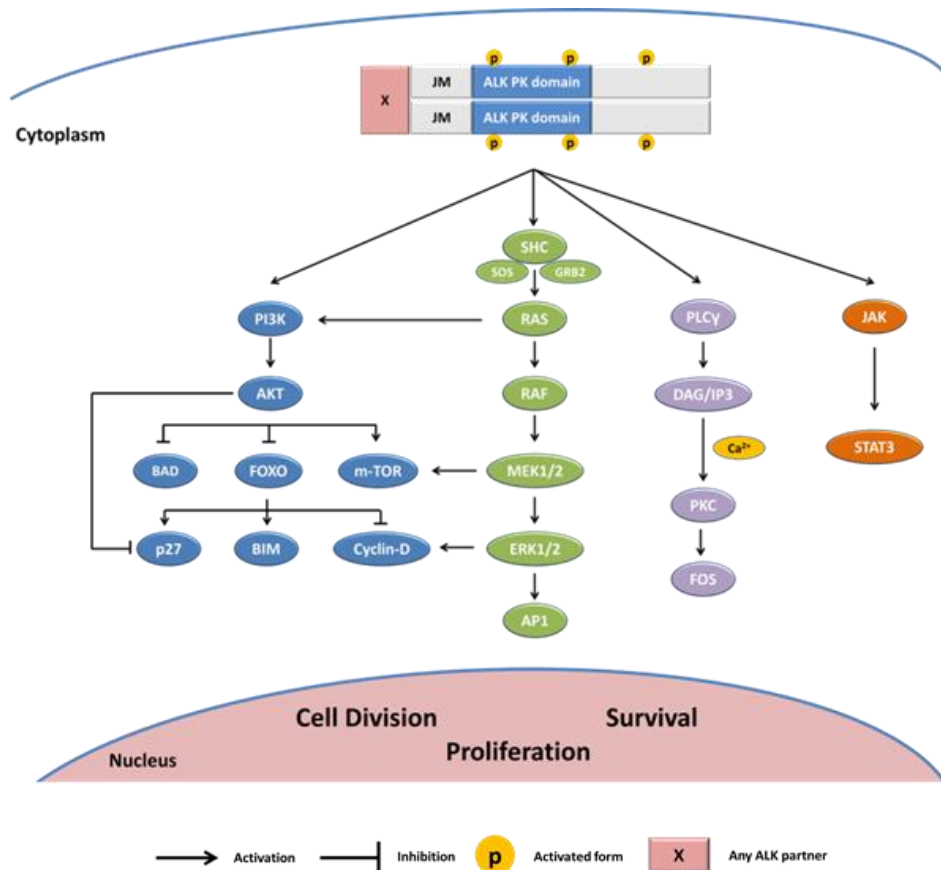 p p p
X JM ALK PK domain
JM ALK PK domain
p p p
Cytoplasm
SHC
SOS GRB2
PI3K RAS PLCγ JAK
AKT RAF DAG/IP3
Ca²⁺
BAD FOXO m-TOR MEK1/2 STAT3
PKC
p27 BIM Cyclin-D ERK1/2
FOS
AP1
Cell Division Survival
Proliferation
Nucleus
Activation Inhibition p Activated form X Any ALK partner